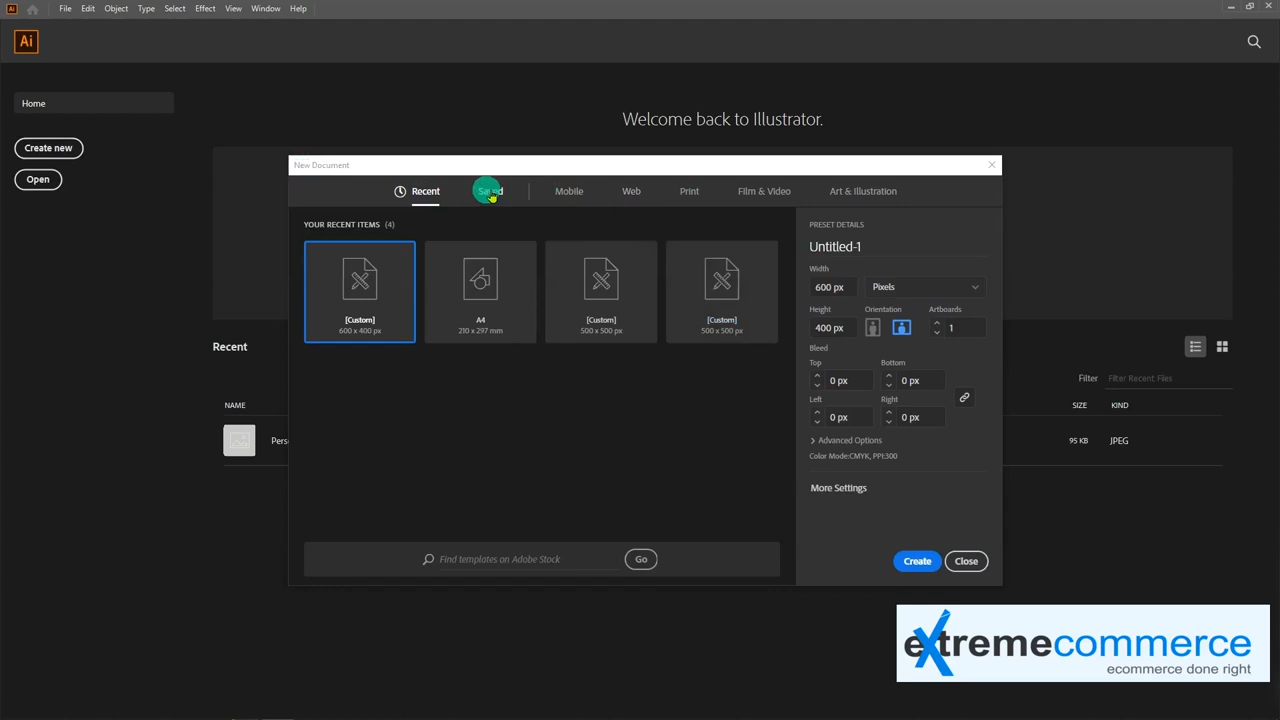 Ai File Edit Object Type Select Effect View Window Help
Ai
Home
Welcome back to Illustrator.
Create new
Open
New Document
Recent Saved Mobile Web Print Film & Video Art & Illustration
YOUR RECENT ITEMS (4)
[Custom]
600 x 400 px
A4
210 x 297 mm
[Custom]
500 x 500 px
[Custom]
500 x 500 px
PRESET DETAILS
Untitled-1
Width
600 px Pixels
Height Orientation Artboards
400 px 1
Bleed
Top Bottom
0 px 0 px
Left Right
0 px 0 px
Advanced Options
Color Mode:CMYK, PPI:300
More Settings
Find templates on Adobe Stock Go
Create Close
Recent
Filter Filter Recent Files
NAME SIZE KIND
Pers 95 KB JPEG
extremecommerce
ecommerce done right